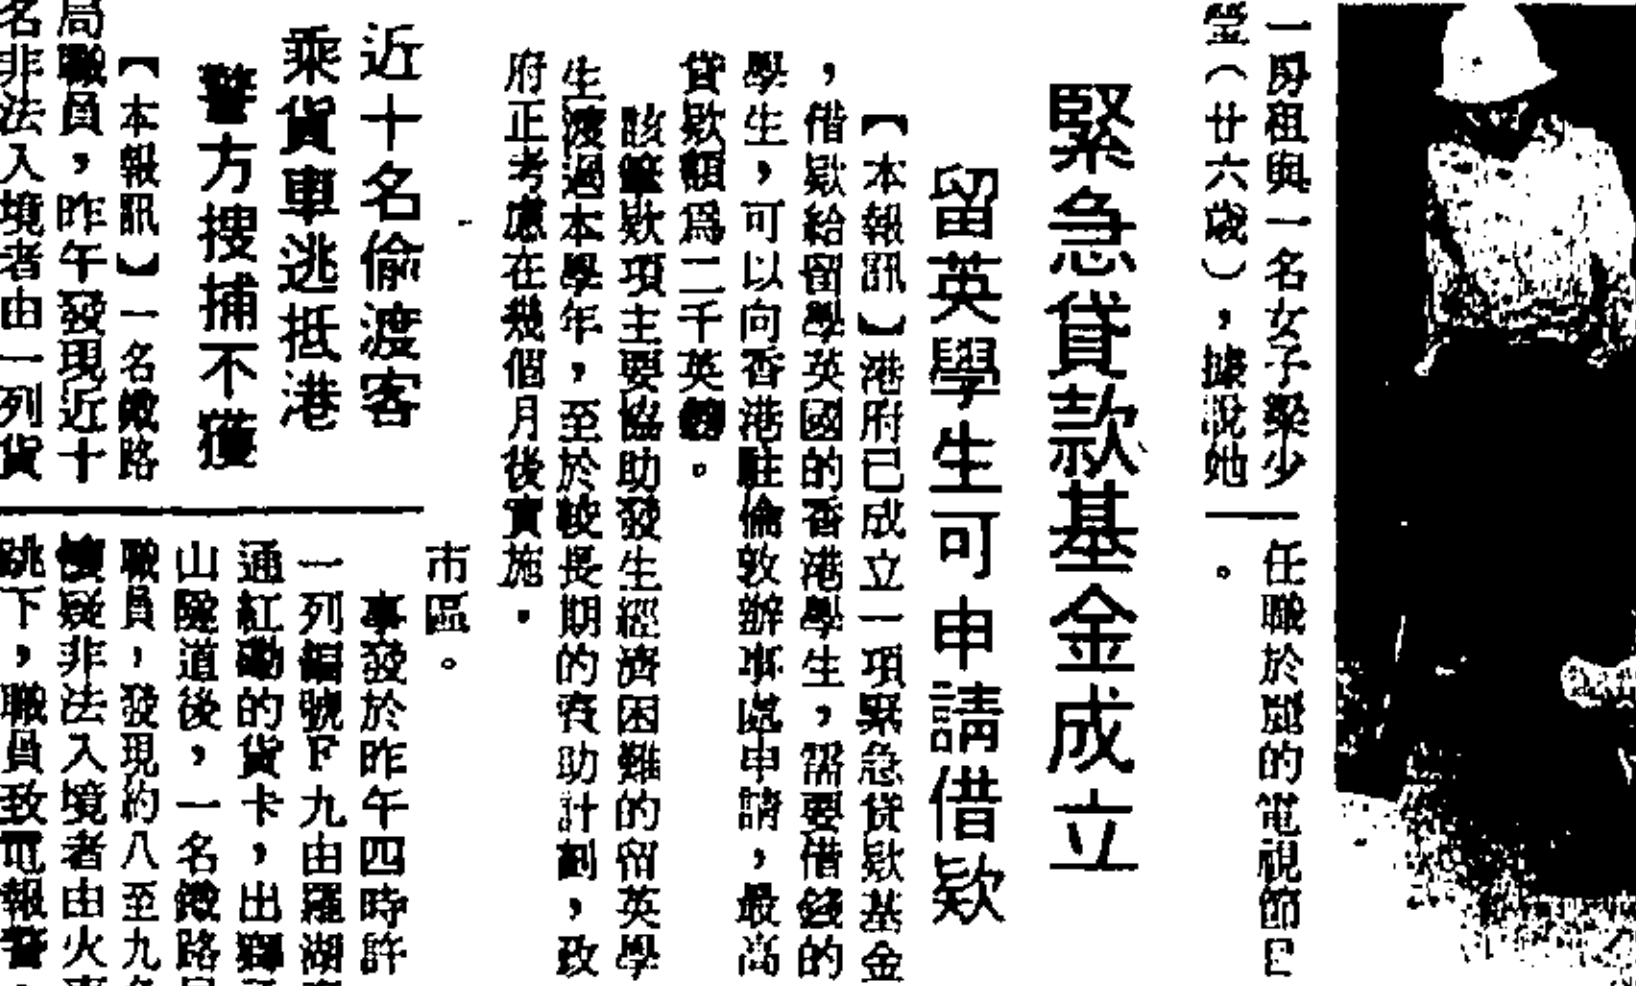 一房租與一名女子樂少
瑩（廿六歲），據說她
任職於麗的電視節目
。
緊急貸款基金成立
留英學生可申請借欵
【本報訊】港府已成立一項緊急貸欵基金
，借欵給留學英國的香港學生，需要借錢的
學生，可以向香港駐倫敦辦事處申請，最高
貸欵額爲二千英鎊。
該筆欵項主要協助發生經濟困難的留英學
生渡過本學年，至於較長期的資助計劃，政
府正考慮在幾個月後實施。
近十名偷渡客
乘貨車逃抵港
警方搜捕不獲
【本報訊】一名鐵路
局職員，昨午發現近十
名非法入境者由一列貨
市區。
事發於昨午四時許
一列編號F九由羅湖
通紅磡的貨卡，出獅子
山隧道後，一名鐵路局
職員，發現約八至九名
懷疑非法入境者由火車
跳下，職員致電報警，